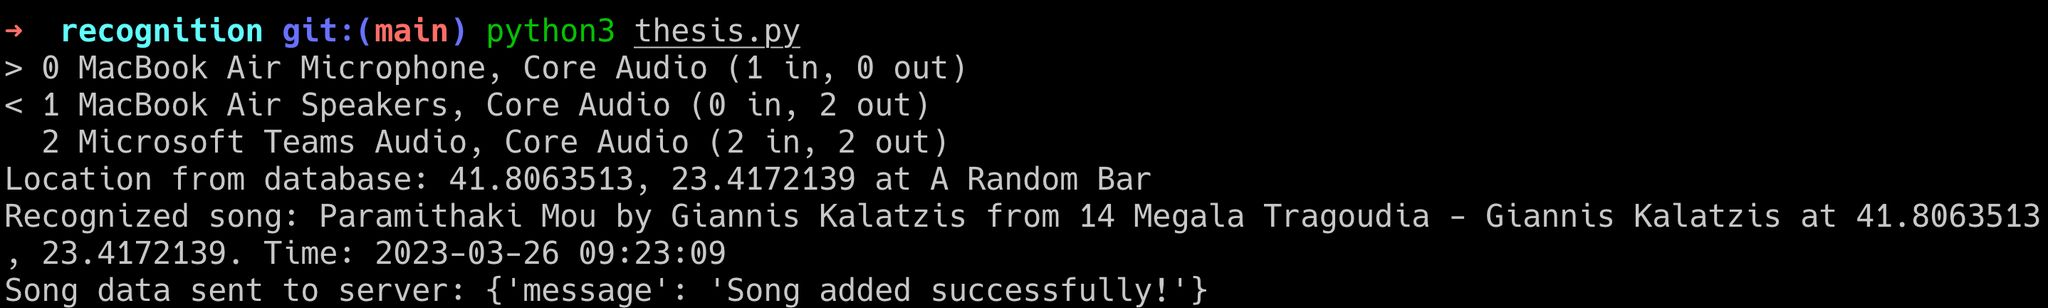 → recognition git:(main) python3 thesis.py
> 0 MacBook Air Microphone, Core Audio (1 in, 0 out)
< 1 MacBook Air Speakers, Core Audio (0 in, 2 out)
  2 Microsoft Teams Audio, Core Audio (2 in, 2 out)
Location from database: 41.8063513, 23.4172139 at A Random Bar
Recognized song: Paramithaki Mou by Giannis Kalatzis from 14 Megala Tragoudia - Giannis Kalatzis at 41.8063513
, 23.4172139. Time: 2023-03-26 09:23:09
Song data sent to server: {'message': 'Song added successfully!'}